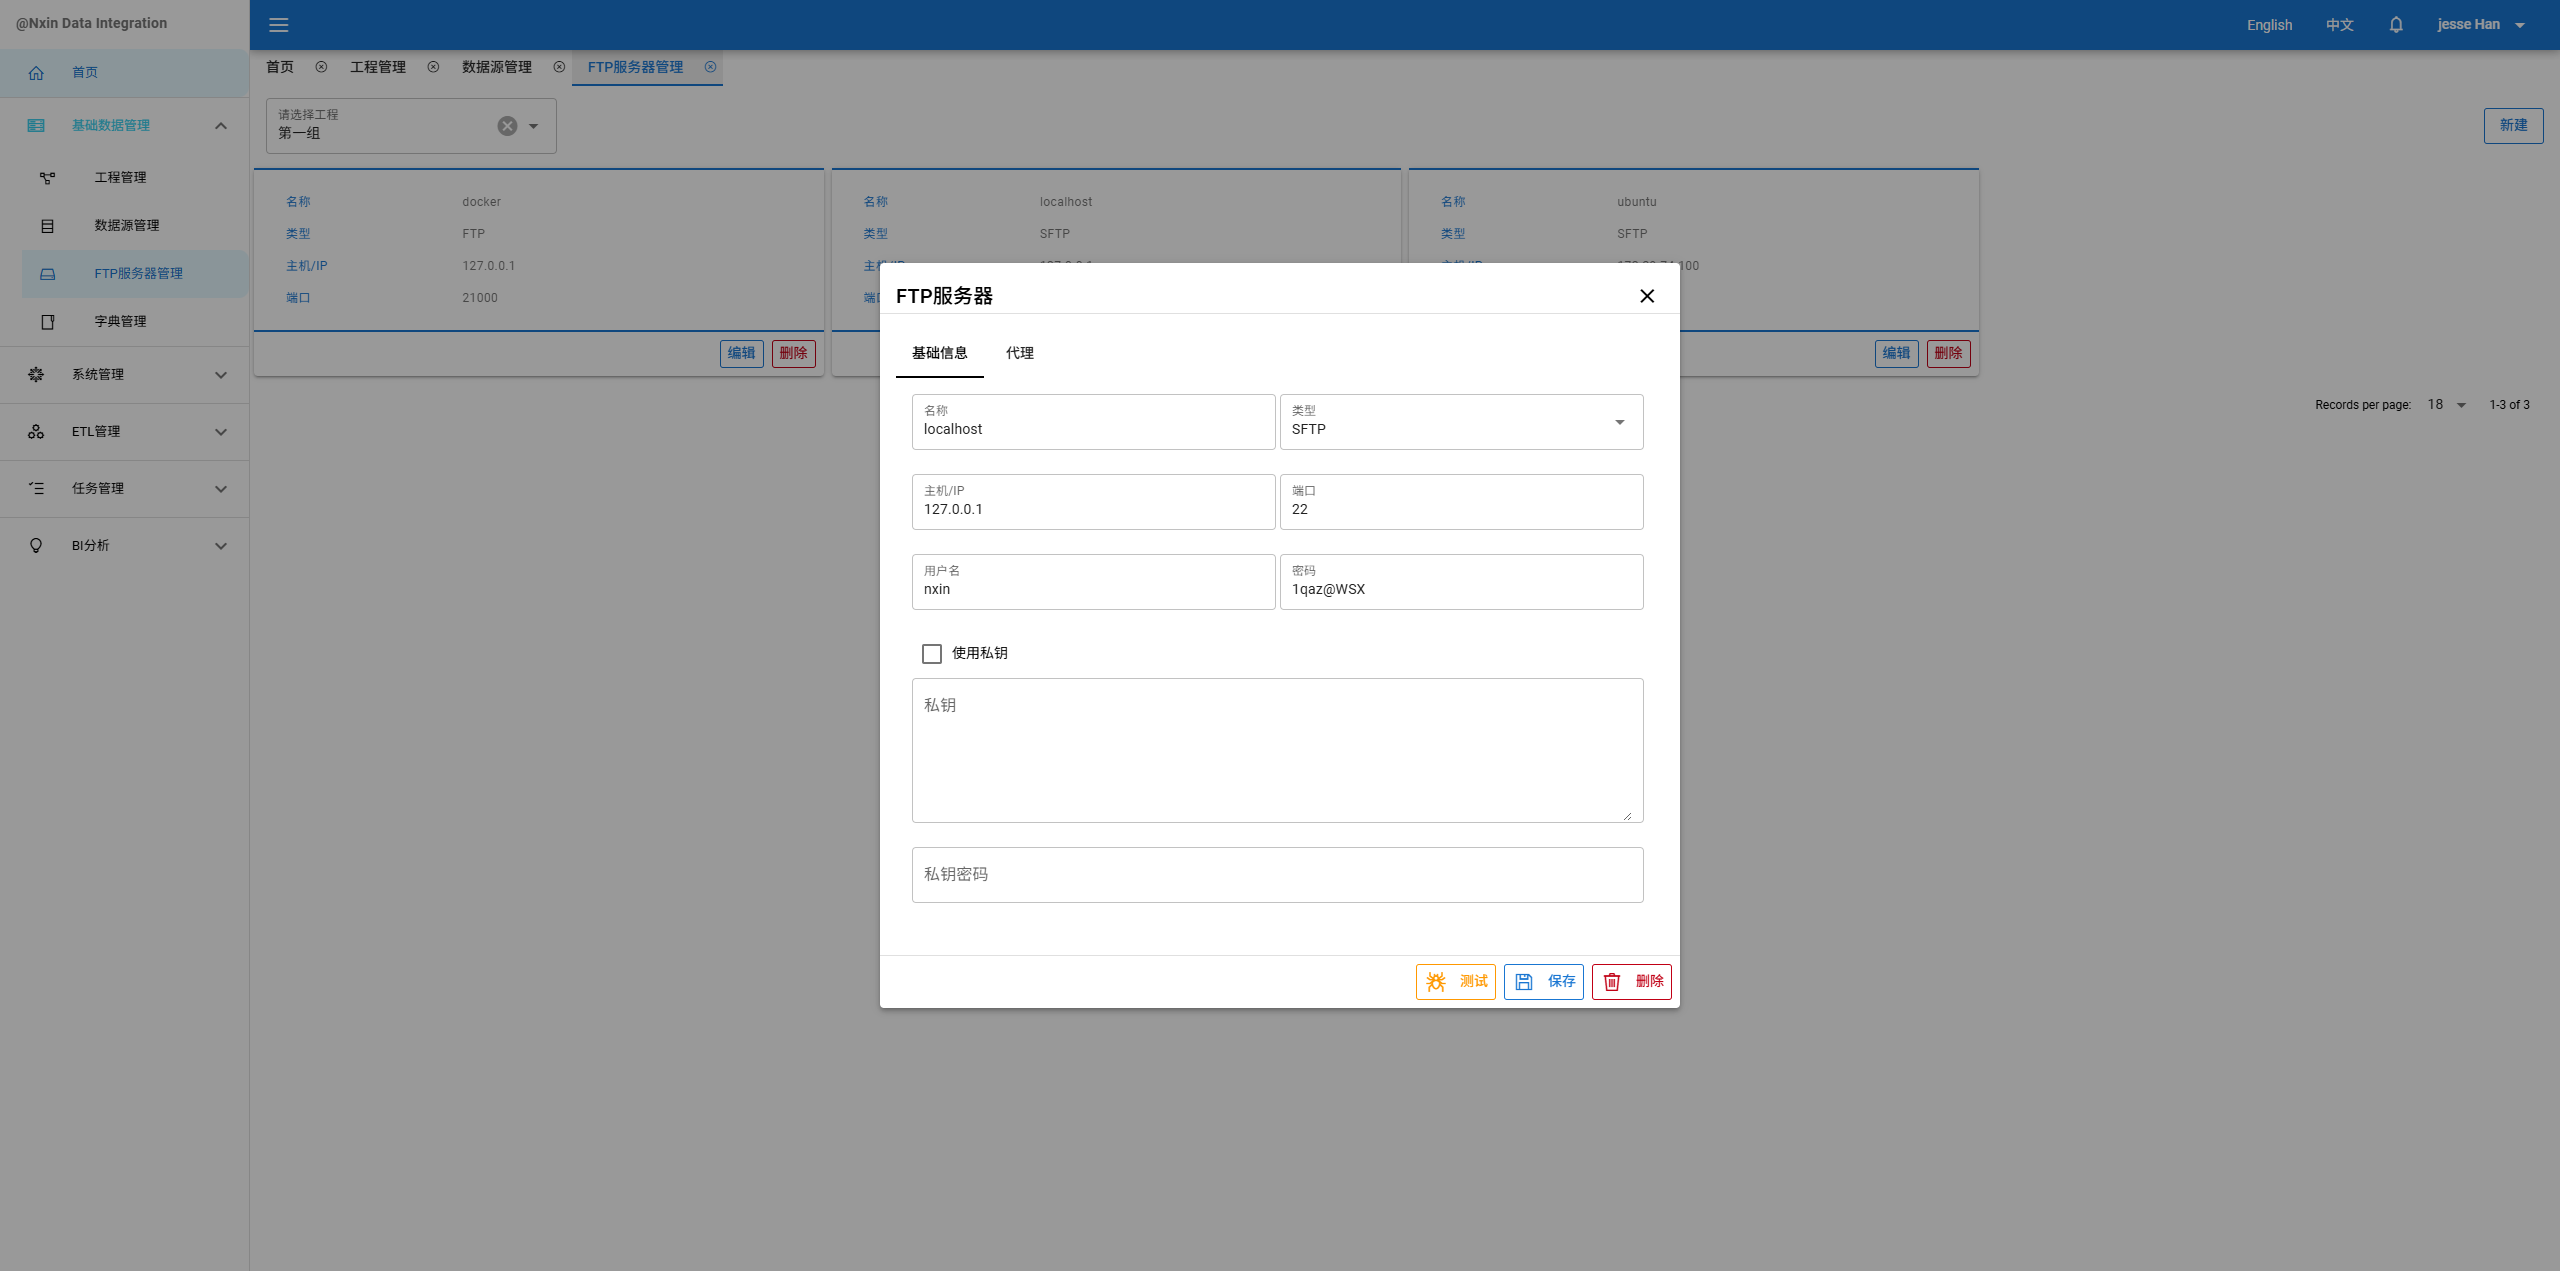 @Nxin Data Integration
English 中文 jesse Han
首页
基础数据管理
工程管理
数据源管理
FTP服务器管理
字典管理
系统管理
ETL管理
任务管理
BI分析
首页 工程管理 数据源管理 FTP服务器管理
请选择工程
第一组
新建
名称 docker
类型 FTP
主机/IP 127.0.0.1
端口 21000
编辑 删除
名称 localhost
类型 SFTP
名称 ubuntu
类型 SFTP
编辑 删除
Records per page: 18 1-3 of 3
FTP服务器
基础信息 代理
名称
localhost
类型
SFTP
主机/IP
127.0.0.1
端口
22
用户名
nxin
密码
1qaz@WSX
使用私钥
私钥
私钥密码
测试 保存 删除